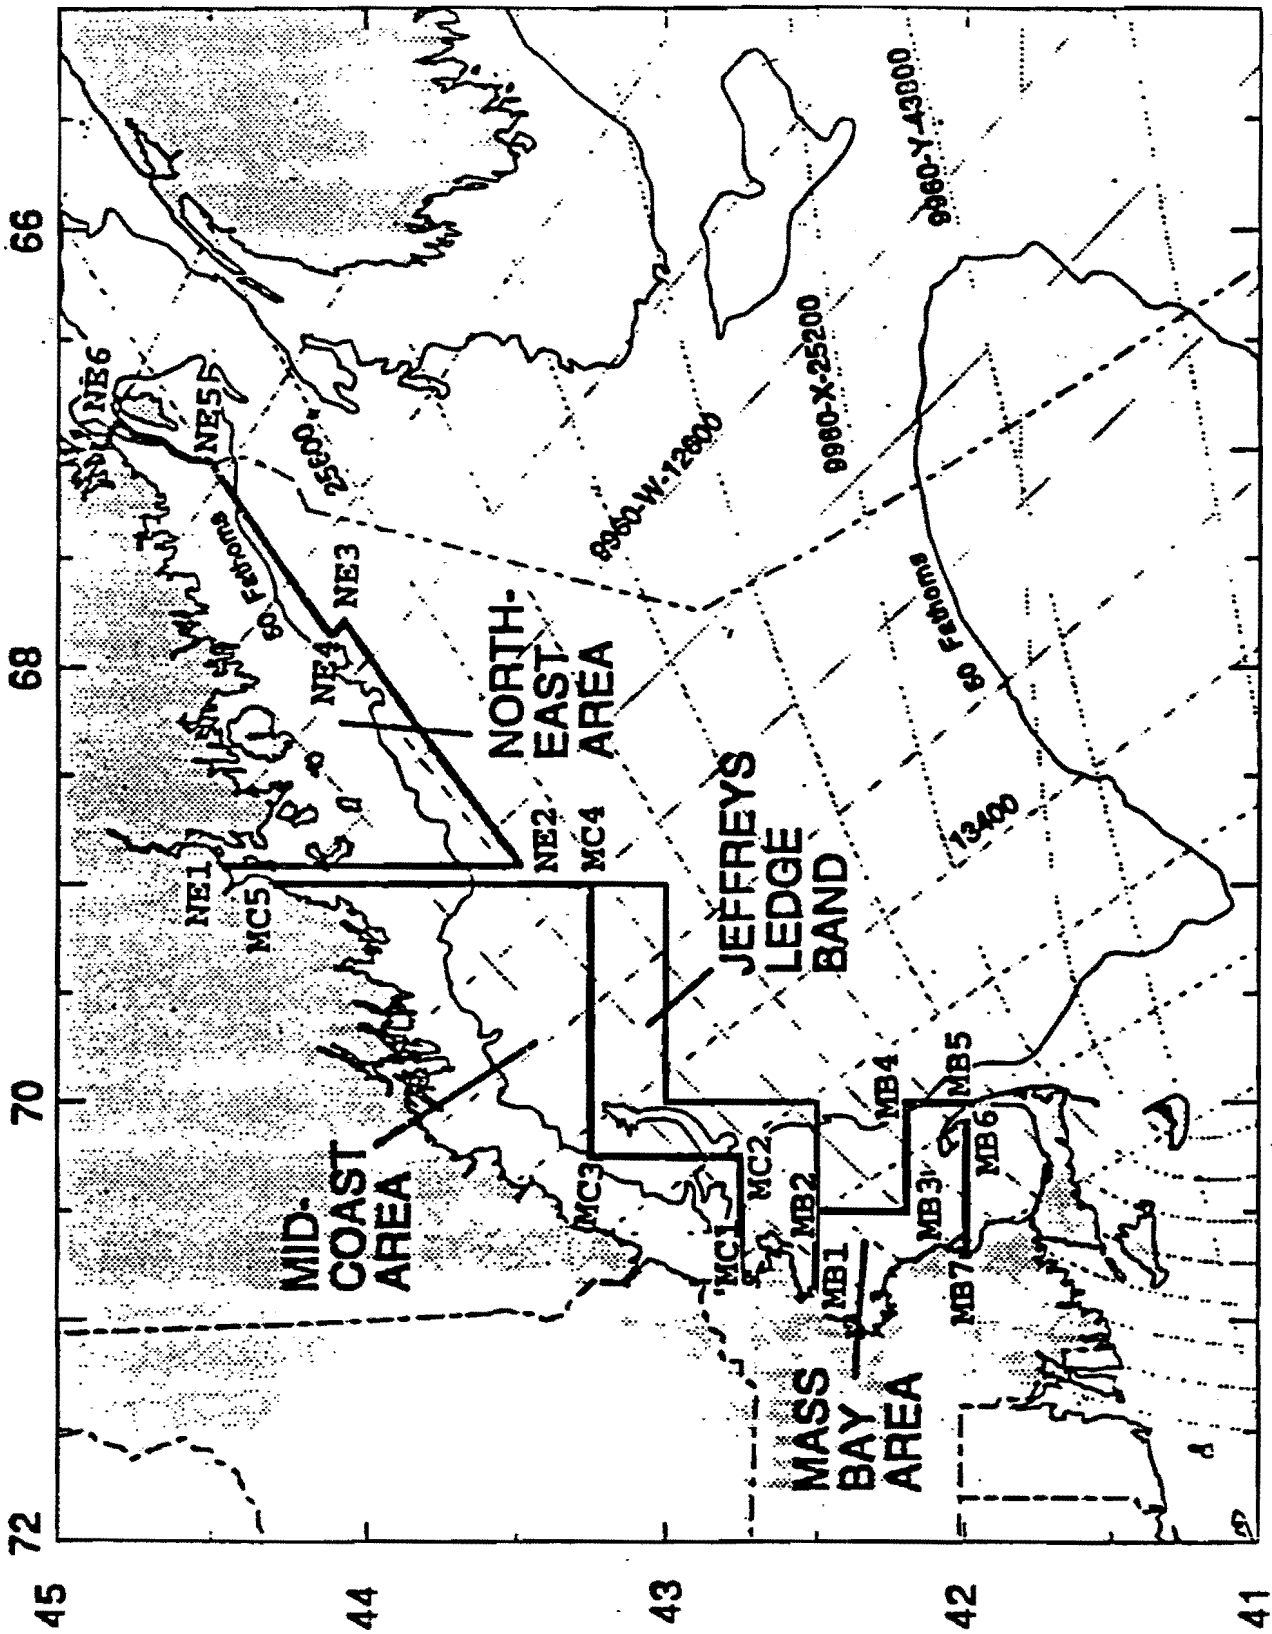 72
70
68
66
45
44
43
42
41
NE6
NE5
25600
60 Fathoms
NE3
NE4
NORTH-
EAST
AREA
NE1
MC5
NE2
MC4
9960-W-12800
9960-X-25200
9960-Y-43000
60 Fathoms
13400
JEFFREYS
LEDGE
BAND
MID-
COAST
AREA
MC3
MC2
MC1
MB2
MB1
MB4
MB5
MB3
MB6
MB7
MASS
BAY
AREA